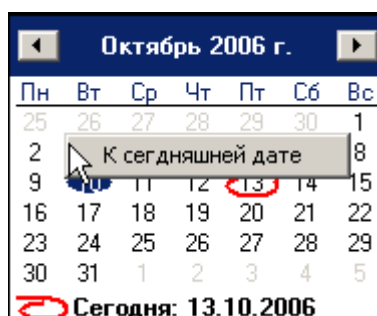 Октябрь 2006 г.
Пн Вт Ср Чт Пт Сб Вс
25 26 27 28 29 30 1
2 К сегдняшней дате 8
9 10 11 12 13 14 15
16 17 18 19 20 21 22
23 24 25 26 27 28 29
30 31 1 2 3 4 5
Сегодня: 13.10.2006